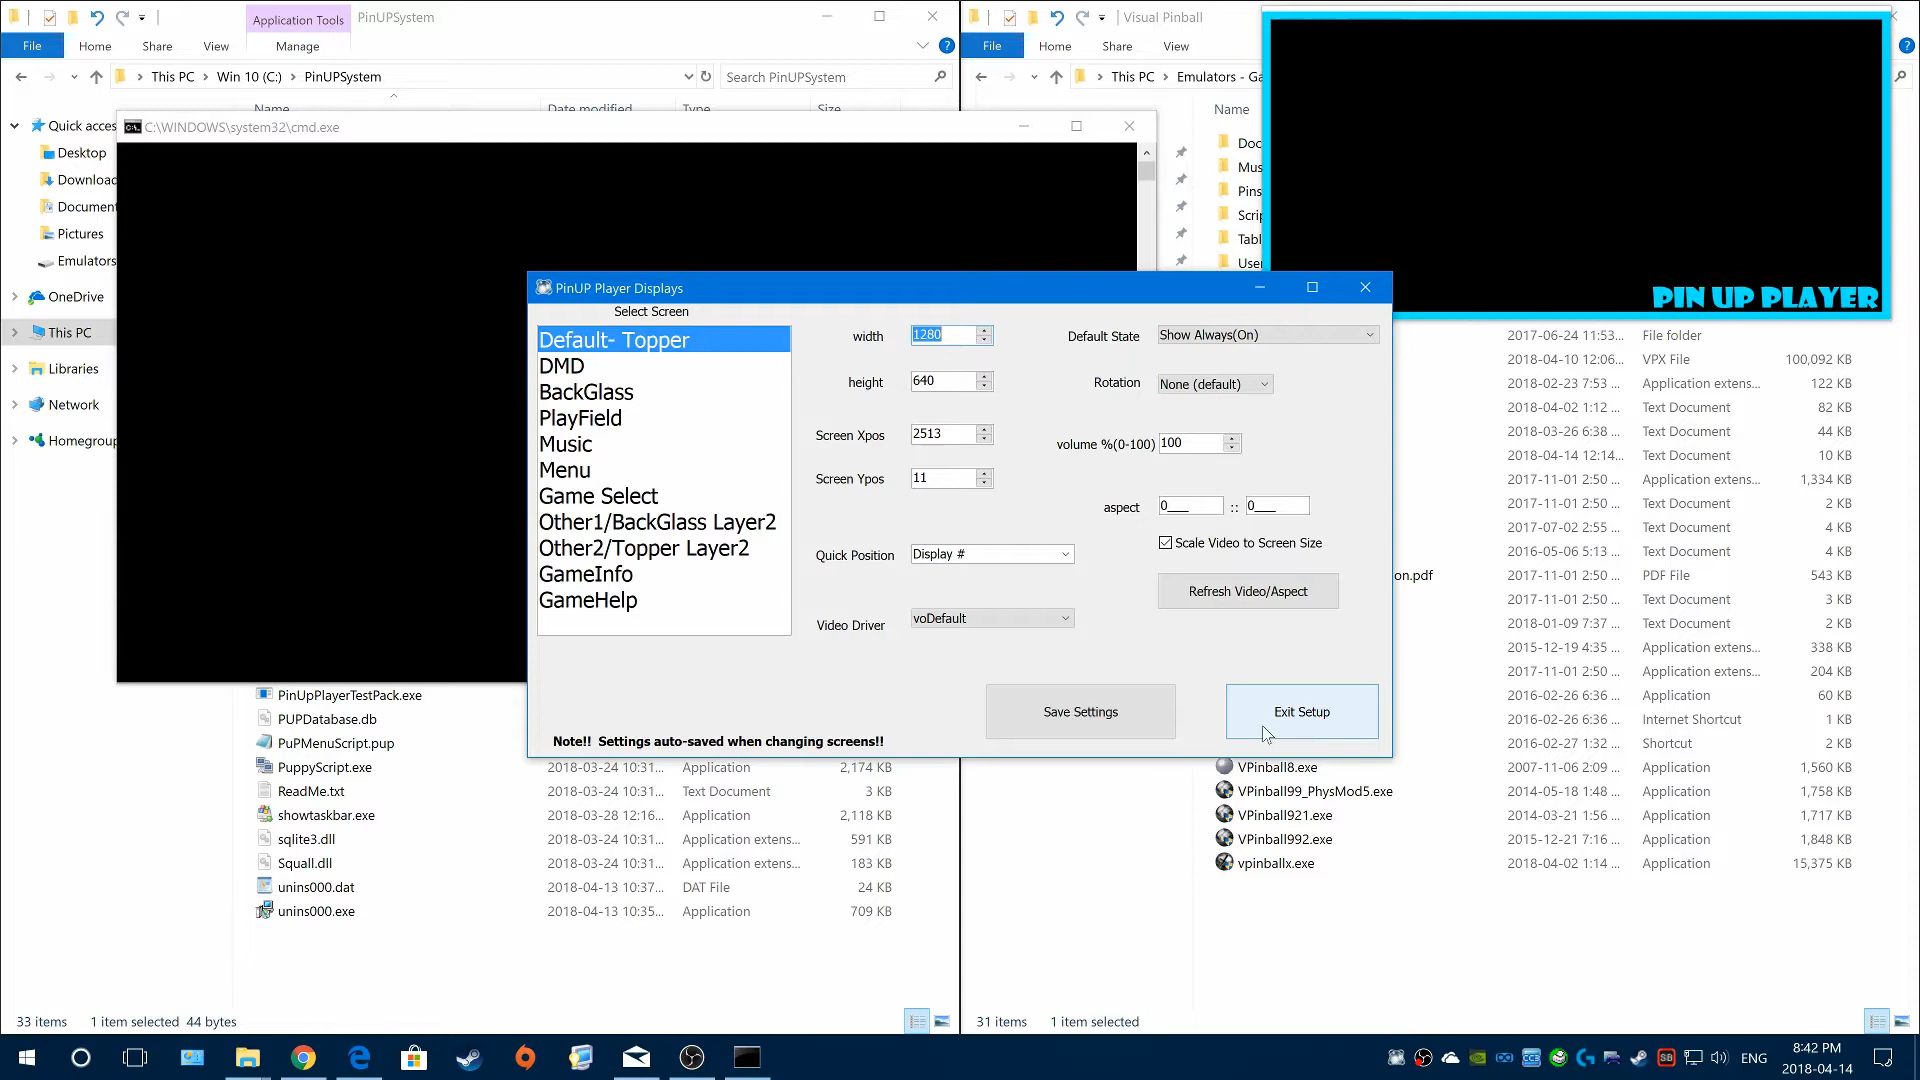 Application Tools
PinUPSystem
File
Home
Share
View
Manage
This PC
Win 10 (C:)
PinUPSystem
Search PinUPSystem
Name
Date modified
Type
Size
Quick acces
Desktop
Download
Document
Pictures
Emulators
OneDrive
This PC
Libraries
Network
Homegroup
C:\WINDOWS\system32\cmd.exe
PinUpPlayerTestPack.exe
PUPDatabase.db
PuPMenuScript.pup
PuppyScript.exe 2018-03-24 10:31... Application 2,174 KB
ReadMe.txt 2018-03-24 10:31... Text Document 3 KB
showtaskbar.exe 2018-03-28 12:16... Application 2,118 KB
sqlite3.dll 2018-03-24 10:31... Application extens... 591 KB
Squall.dll 2018-03-24 10:31... Application extens... 183 KB
unins000.dat 2018-04-13 10:37... DAT File 24 KB
unins000.exe 2018-04-13 10:35... Application 709 KB
33 items
1 item selected 44 bytes
PinUP Player Displays
Select Screen
Default- Topper
DMD
BackGlass
PlayField
Music
Menu
Game Select
Other1/BackGlass Layer2
Other2/Topper Layer2
GameInfo
GameHelp
width 1280
height 640
Screen Xpos 2513
Screen Ypos 11
Quick Position Display #
Video Driver voDefault
Default State Show Always(On)
Rotation None (default)
volume %(0-100) 100
aspect 0___ :: 0___
Scale Video to Screen Size
Refresh Video/Aspect
Save Settings
Exit Setup
Note!! Settings auto-saved when changing screens!!
Visual Pinball
File
Home
Share
View
This PC
Emulators - Ga
Name
Doc
Mus
Pins
Scrip
Tabl
User
PIN UP PLAYER
2017-06-24 11:53... File folder
2018-04-10 12:06... VPX File 100,092 KB
2018-02-23 7:53 ... Application extens... 122 KB
2018-04-02 1:12 ... Text Document 82 KB
2018-03-26 6:38 ... Text Document 44 KB
2018-04-14 12:14... Text Document 10 KB
2017-11-01 2:50 ... Application extens... 1,334 KB
2017-11-01 2:50 ... Text Document 2 KB
2017-07-02 2:55 ... Text Document 4 KB
2016-05-06 5:13 ... Text Document 4 KB
on.pdf 2017-11-01 2:50 ... PDF File 543 KB
2017-11-01 2:50 ... Text Document 3 KB
2018-01-09 7:37 ... Text Document 2 KB
2015-12-19 4:35 ... Application extens... 338 KB
2017-11-01 2:50 ... Application extens... 204 KB
2016-02-26 6:36 ... Application 60 KB
2016-02-26 6:36 ... Internet Shortcut 1 KB
2016-02-27 1:32 ... Shortcut 2 KB
VPinball8.exe 2007-11-06 2:09 ... Application 1,560 KB
VPinball99_PhysMod5.exe 2014-05-18 1:48 ... Application 1,758 KB
VPinball921.exe 2014-03-21 1:56 ... Application 1,717 KB
VPinball992.exe 2015-12-21 7:16 ... Application 1,848 KB
vpinballx.exe 2018-04-02 1:14 ... Application 15,375 KB
31 items
1 item selected
ENG
8:42 PM
2018-04-14